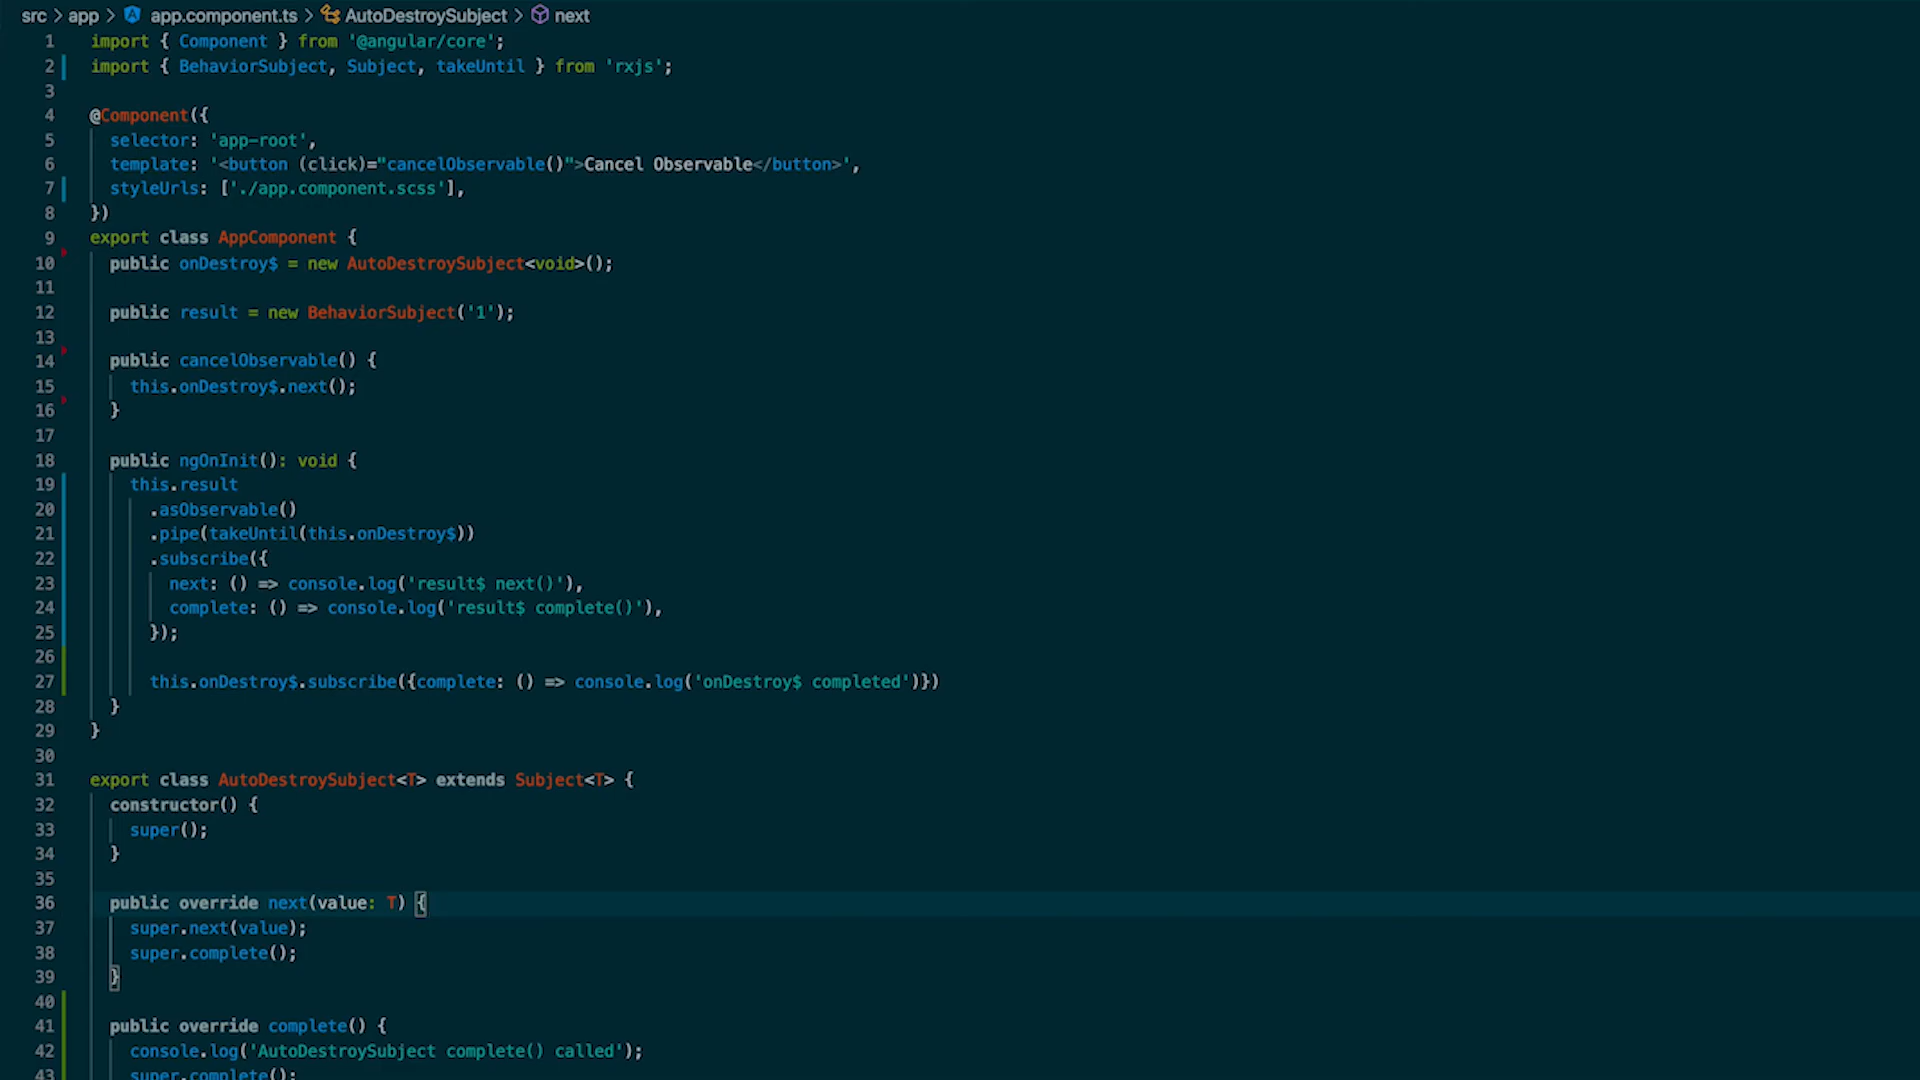 src > app > app.component.ts > AutoDestroySubject > next
1 import { Component } from '@angular/core';
2 import { BehaviorSubject, Subject, takeUntil } from 'rxjs';
3
4 @Component({
5 selector: 'app-root',
6 template: '<button (click)="cancelObservable()">Cancel Observable</button>',
7 styleUrls: ['./app.component.scss'],
8 })
9 export class AppComponent {
10 public onDestroy$ = new AutoDestroySubject<void>();
11
12 public result = new BehaviorSubject('1');
13
14 public cancelObservable() {
15 this.onDestroy$.next();
16 }
17
18 public ngOnInit(): void {
19 this.result
20 .asObservable()
21 .pipe(takeUntil(this.onDestroy$))
22 .subscribe({
23 next: () => console.log('result$ next()'),
24 complete: () => console.log('result$ complete()'),
25 });
26
27 this.onDestroy$.subscribe({complete: () => console.log('onDestroy$ completed')})
28 }
29 }
30
31 export class AutoDestroySubject<T> extends Subject<T> {
32 constructor() {
33 super();
34 }
35
36 public override next(value: T) {
37 super.next(value);
38 super.complete();
39 }
40
41 public override complete() {
42 console.log('AutoDestroySubject complete() called');
43 super.complete();